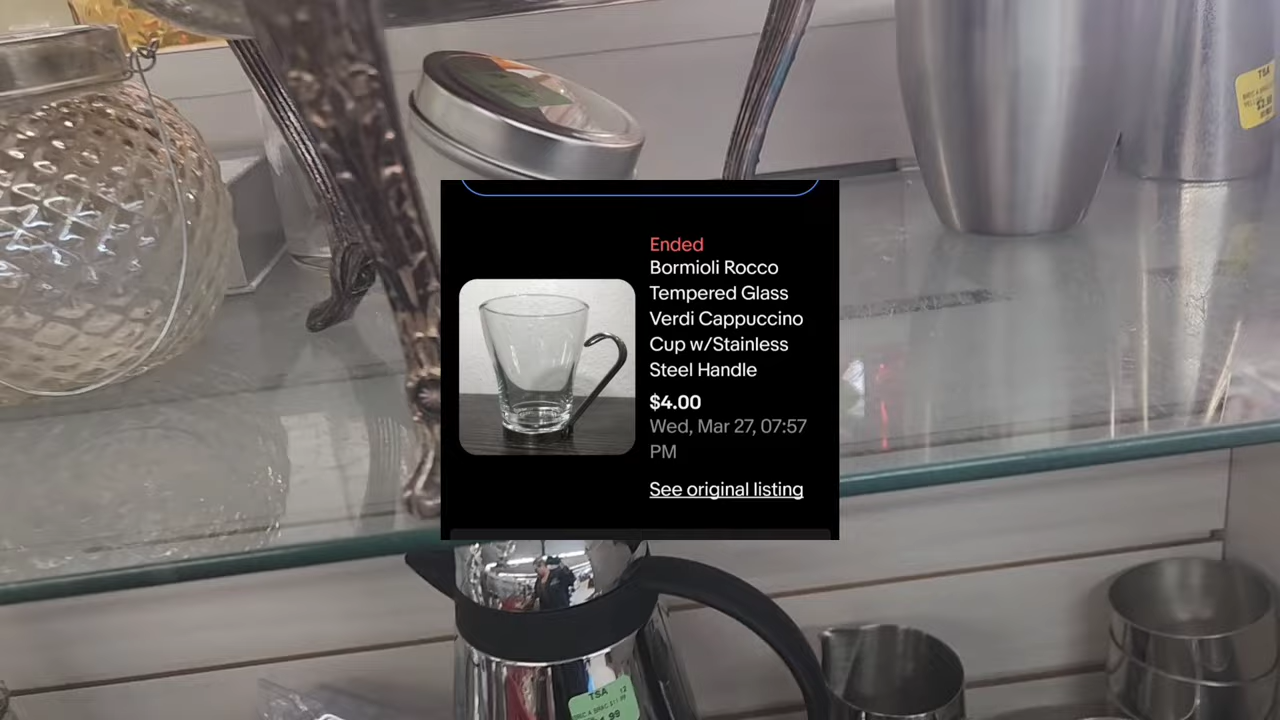 TSA
Ended
Bormioli Rocco
Tempered Glass
Verdi Cappuccino
Cup w/Stainless
Steel Handle
$4.00
Wed, Mar 27, 07:57
PM
See original listing
TSA